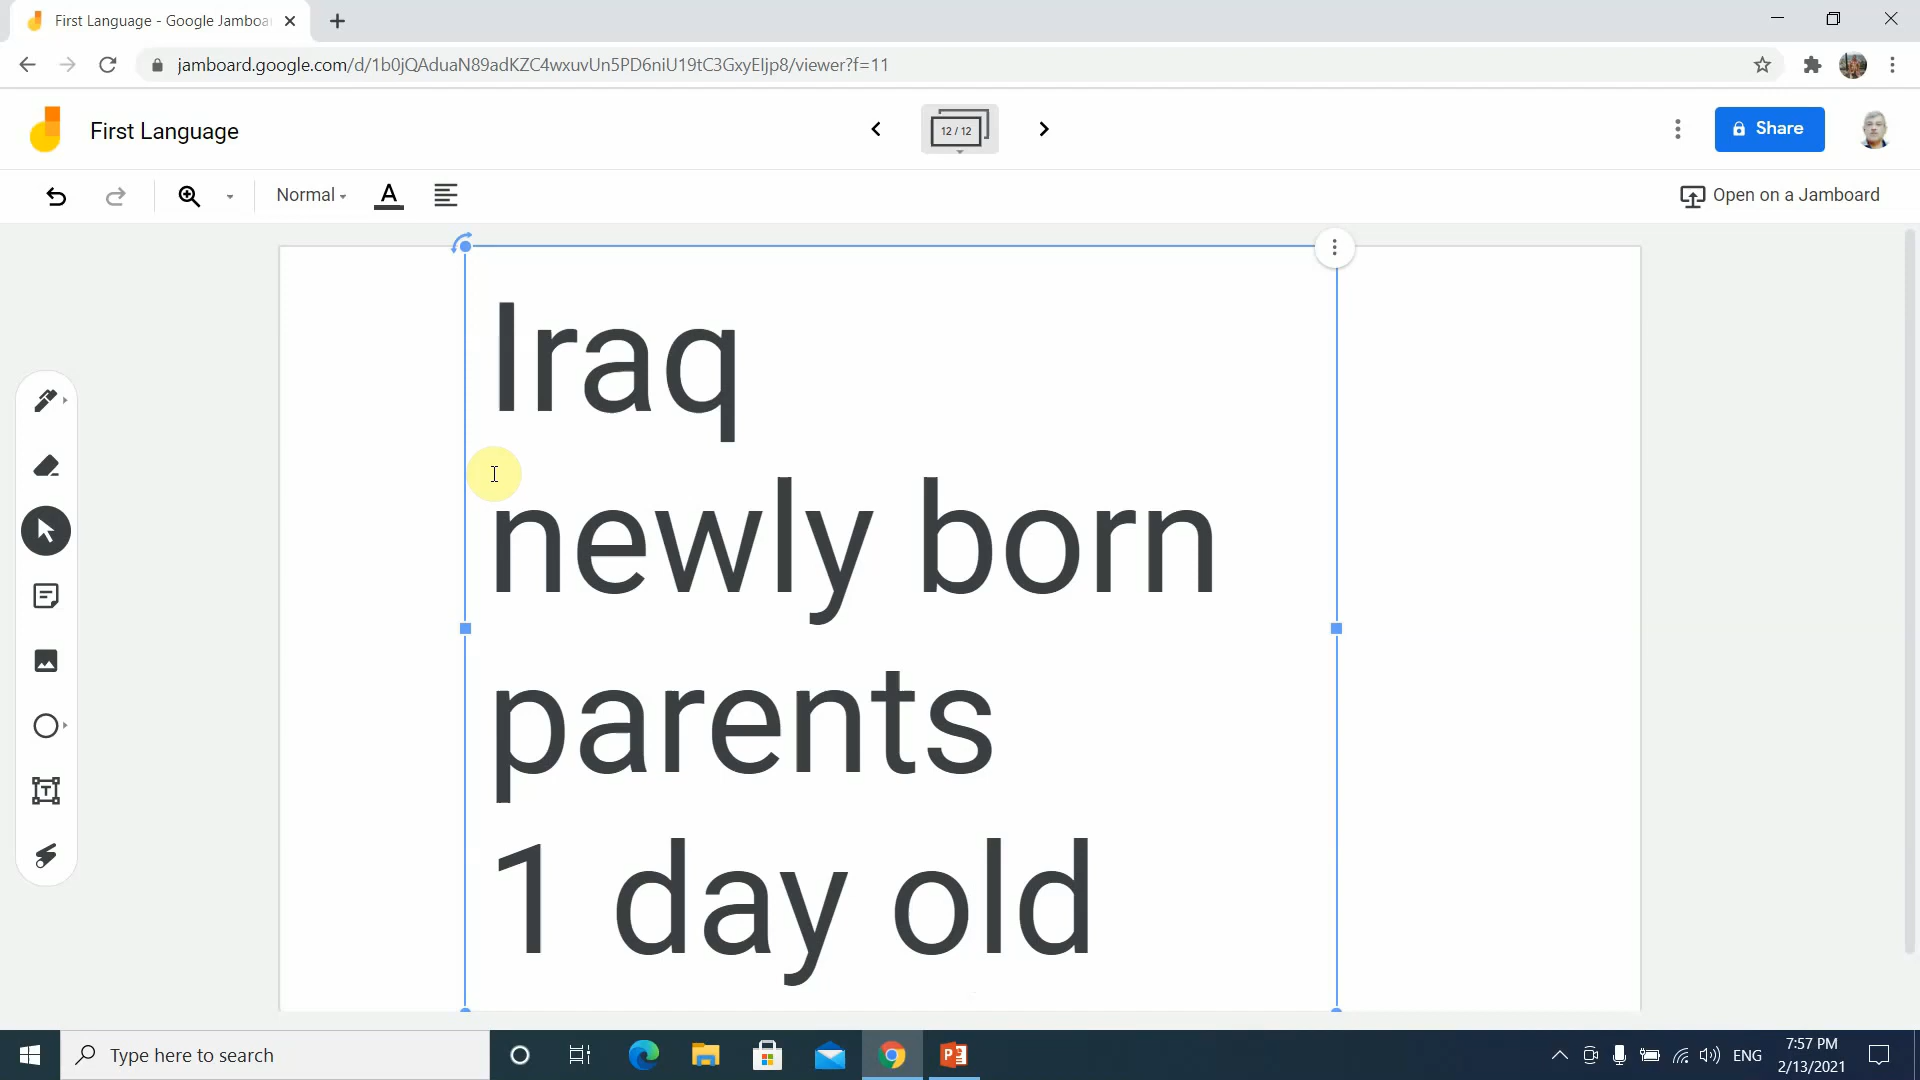 First Language - Google Jamboa
jamboard.google.com/d/1b0jQAduaN89adKZC4wxuvUn5PD6niU19tC3GxyEljp8/viewer?f=11
First Language
12 / 12
Share
Normal
A
Open on a Jamboard
Iraq
newly born
parents
1 day old
Type here to search
ENG
7:57 PM
2/13/2021